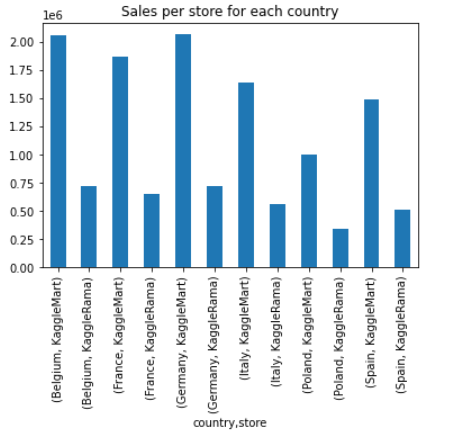 Sales per store for each country
1e6
2.00
1.75
1.50
1.25
1.00
0.75
0.50
0.25
0.00
(Belgium, KaggleMart)
(Belgium, KaggleRama)
(France, KaggleMart)
(France, KaggleRama)
(Germany, KaggleMart)
(Germany, KaggleRama)
(Italy, KaggleMart)
(Italy, KaggleRama)
(Poland, KaggleMart)
(Poland, KaggleRama)
(Spain, KaggleMart)
(Spain, KaggleRama)
country,store